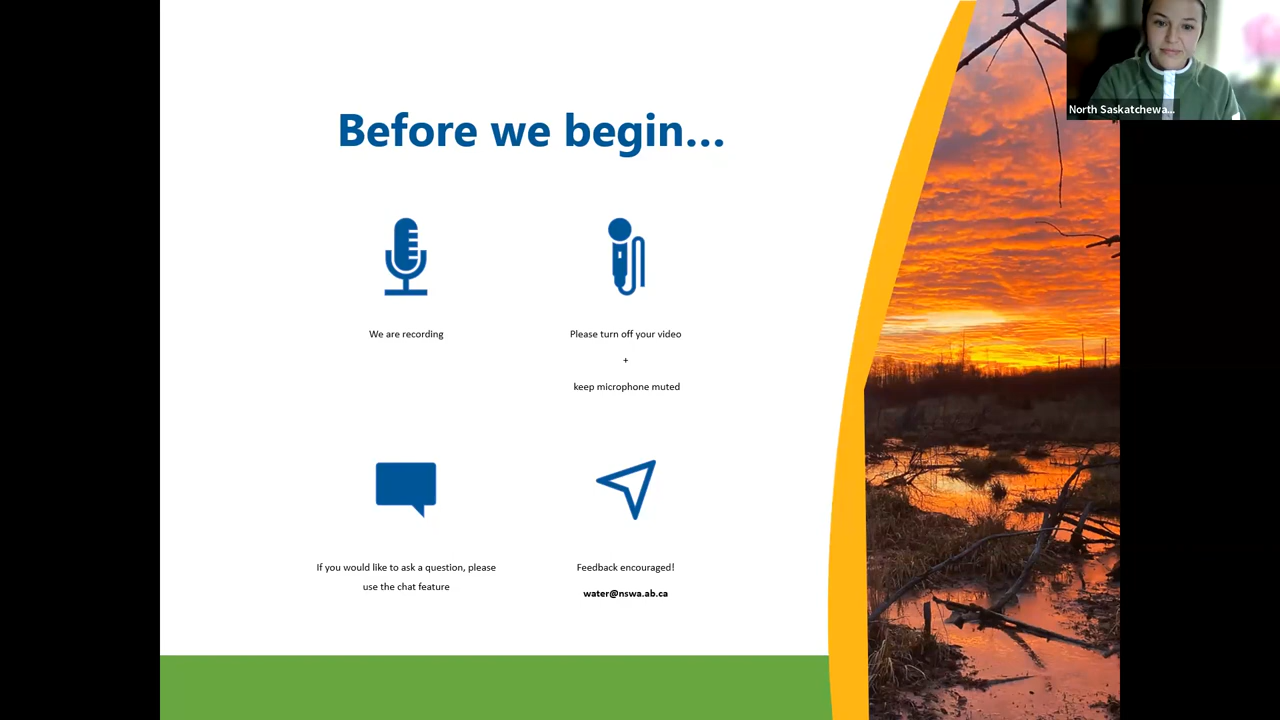 Before we begin...
We are recording
Please turn off your video
+
keep microphone muted
If you would like to ask a question, please
use the chat feature
Feedback encouraged!
water@nswa.ab.ca
North Saskatchewa...